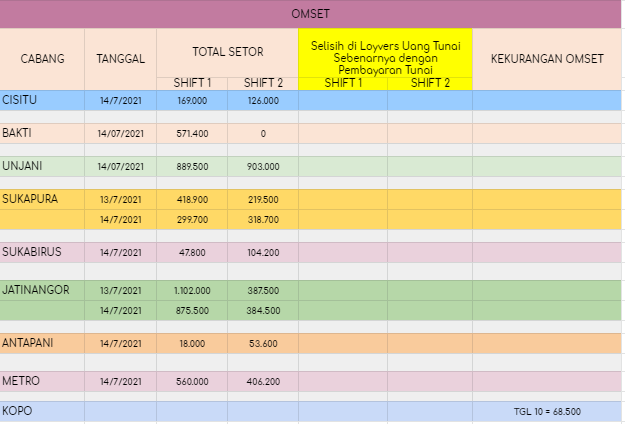 OMSET
CABANG TANGGAL TOTAL SETOR Selisih di Loyvers Uang Tunai Sebenarnya dengan Pembayaran Tunai KEKURANGAN OMSET
SHIFT 1 SHIFT 2 SHIFT 1 SHIFT 2
CISITU 14/7/2021 169.000 126.000
BAKTI 14/07/2021 571.400 0
UNJANI 14/07/2021 889.500 903.000
SUKAPURA 13/7/2021 418.900 219.500
14/7/2021 299.700 318.700
SUKABIRUS 14/7/2021 47.800 104.200
JATINANGOR 13/7/2021 1.102.000 387.500
14/7/2021 875.500 384.500
ANTAPANI 14/7/2021 18.000 53.600
METRO 14/7/2021 560.000 406.200
KOPO TGL 10 = 68.500